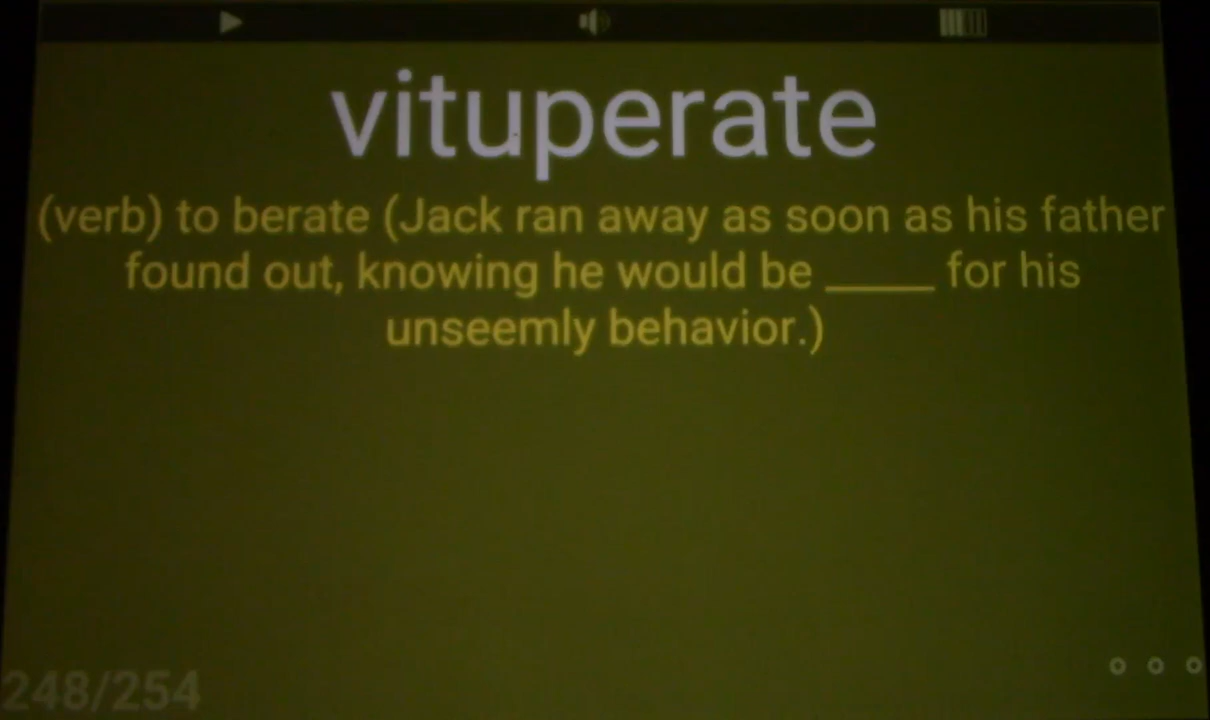 vituperate
(verb) to berate (Jack ran away as soon as his father
found out, knowing he would be _____ for his
unseemly behavior.)
248/254